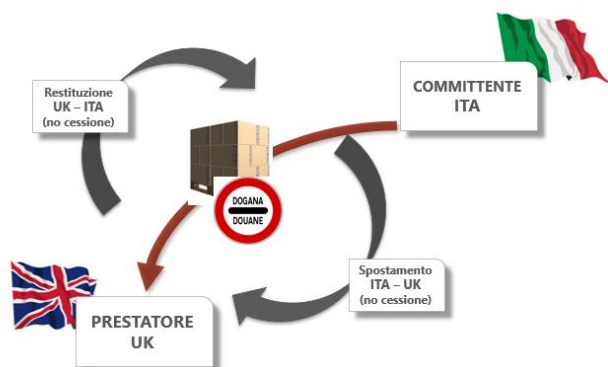 Restituzione
UK – ITA
(no cessione)
COMMITTENTE
ITA
DOGANA
DOUANE
Spostamento
ITA – UK
(no cessione)
PRESTATORE
UK